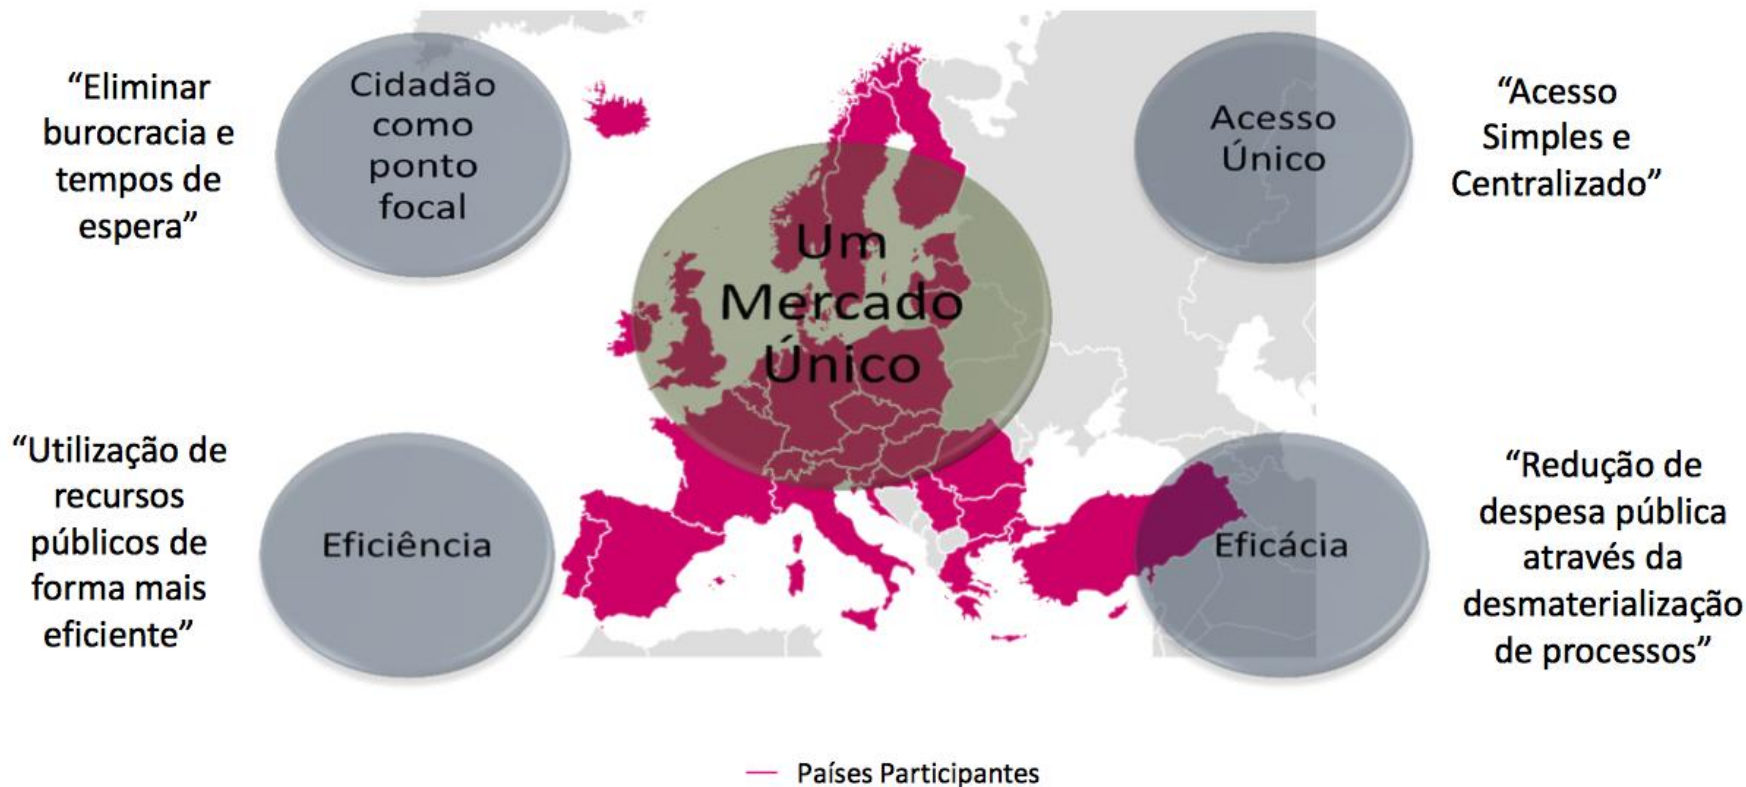 “Eliminar
burocracia e
tempos de
espera”
Cidadão
como
ponto
focal
Acesso
Único
“Acesso
Simples e
Centralizado”
Um
Mercado
Único
“Utilização de
recursos
públicos de
forma mais
eficiente”
Eficiência
Eficácia
“Redução de
despesa pública
através da
desmaterialização
de processos”
Países Participantes